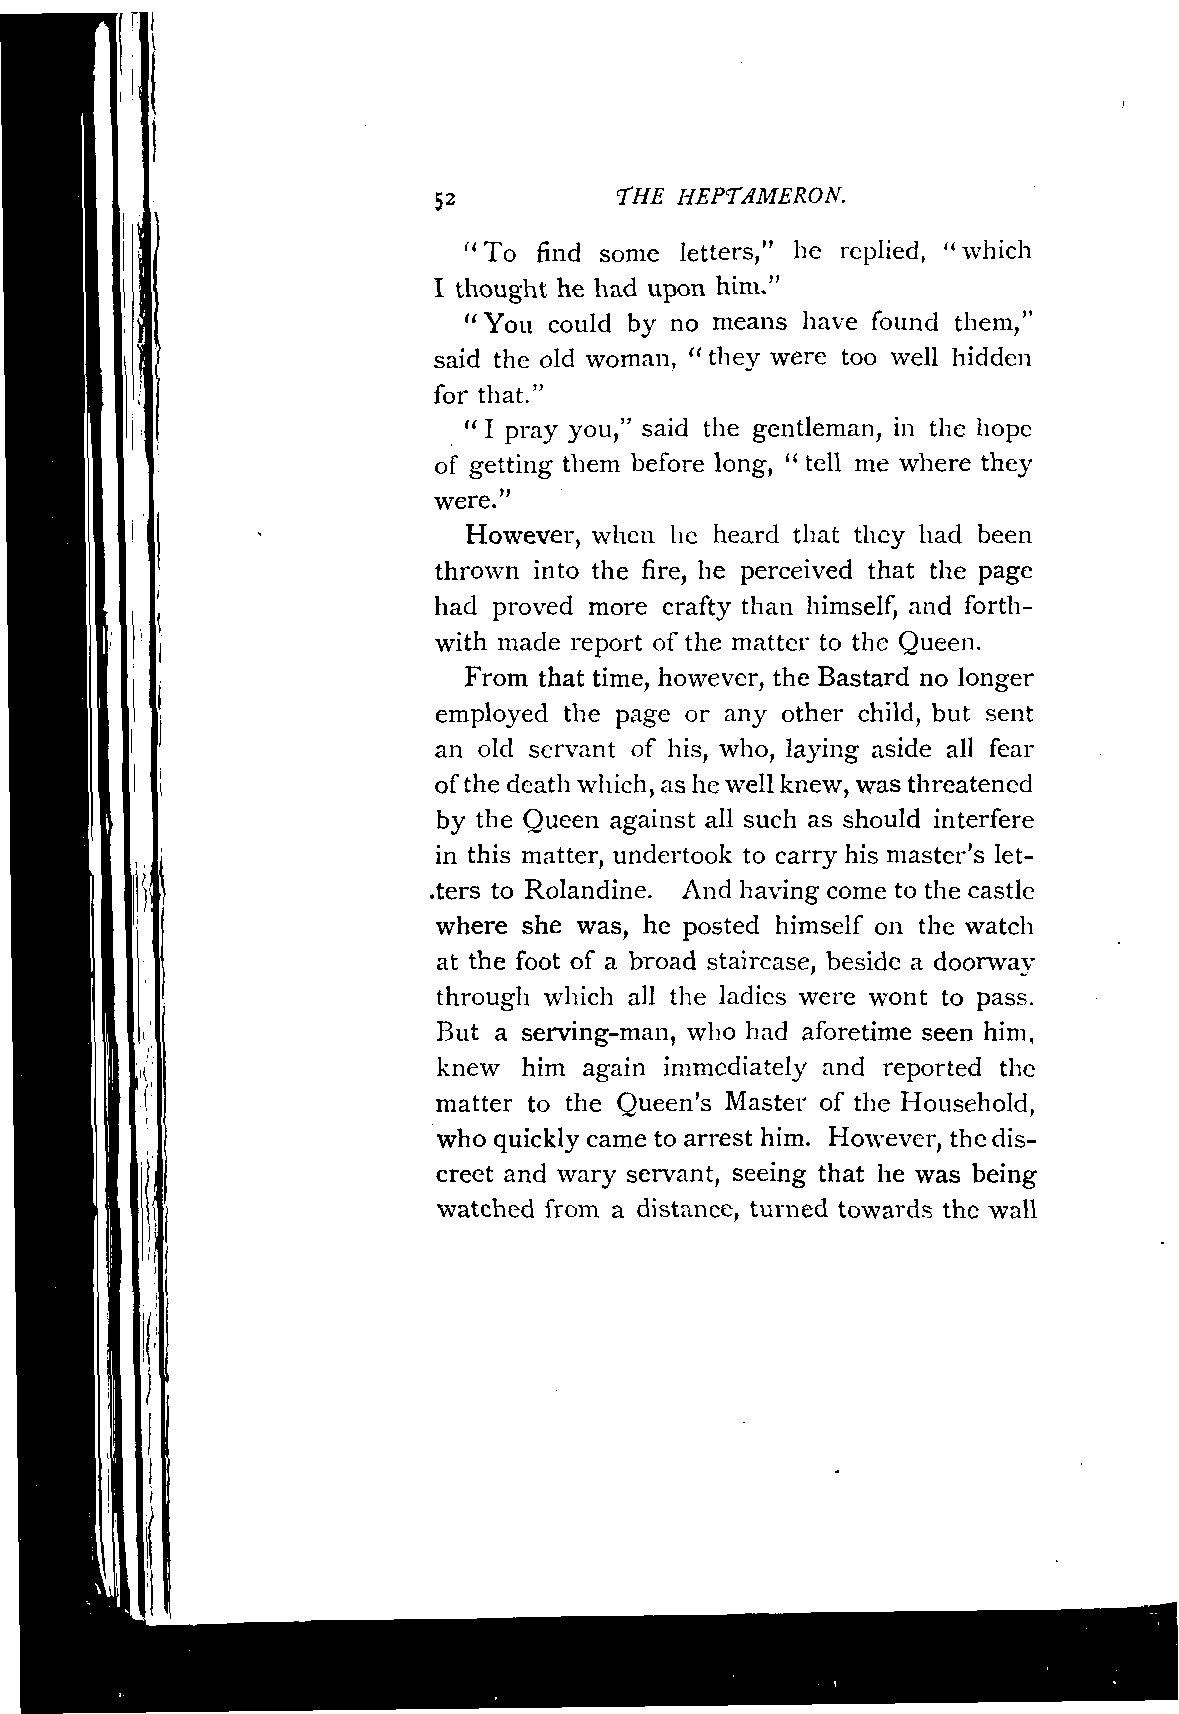 52 THE HEPTAMERON.
"To find some letters," he replied, "which
I thought he had upon him."
"You could by no means have found them,"
said the old woman, "they were too well hidden
for that."
"I pray you," said the gentleman, in the hope
of getting them before long, "tell me where they
were."
However, when he heard that they had been
thrown into the fire, he perceived that the page
had proved more crafty than himself, and forth-
with made report of the matter to the Queen.
From that time, however, the Bastard no longer
employed the page or any other child, but sent
an old servant of his, who, laying aside all fear
of the death which, as he well knew, was threatened
by the Queen against all such as should interfere
in this matter, undertook to carry his master's let-
ters to Rolandine. And having come to the castle
where she was, he posted himself on the watch
at the foot of a broad staircase, beside a doorway
through which all the ladies were wont to pass.
But a serving-man, who had aforetime seen him,
knew him again immediately and reported the
matter to the Queen's Master of the Household,
who quickly came to arrest him. However, the dis-
creet and wary servant, seeing that he was being
watched from a distance, turned towards the wall